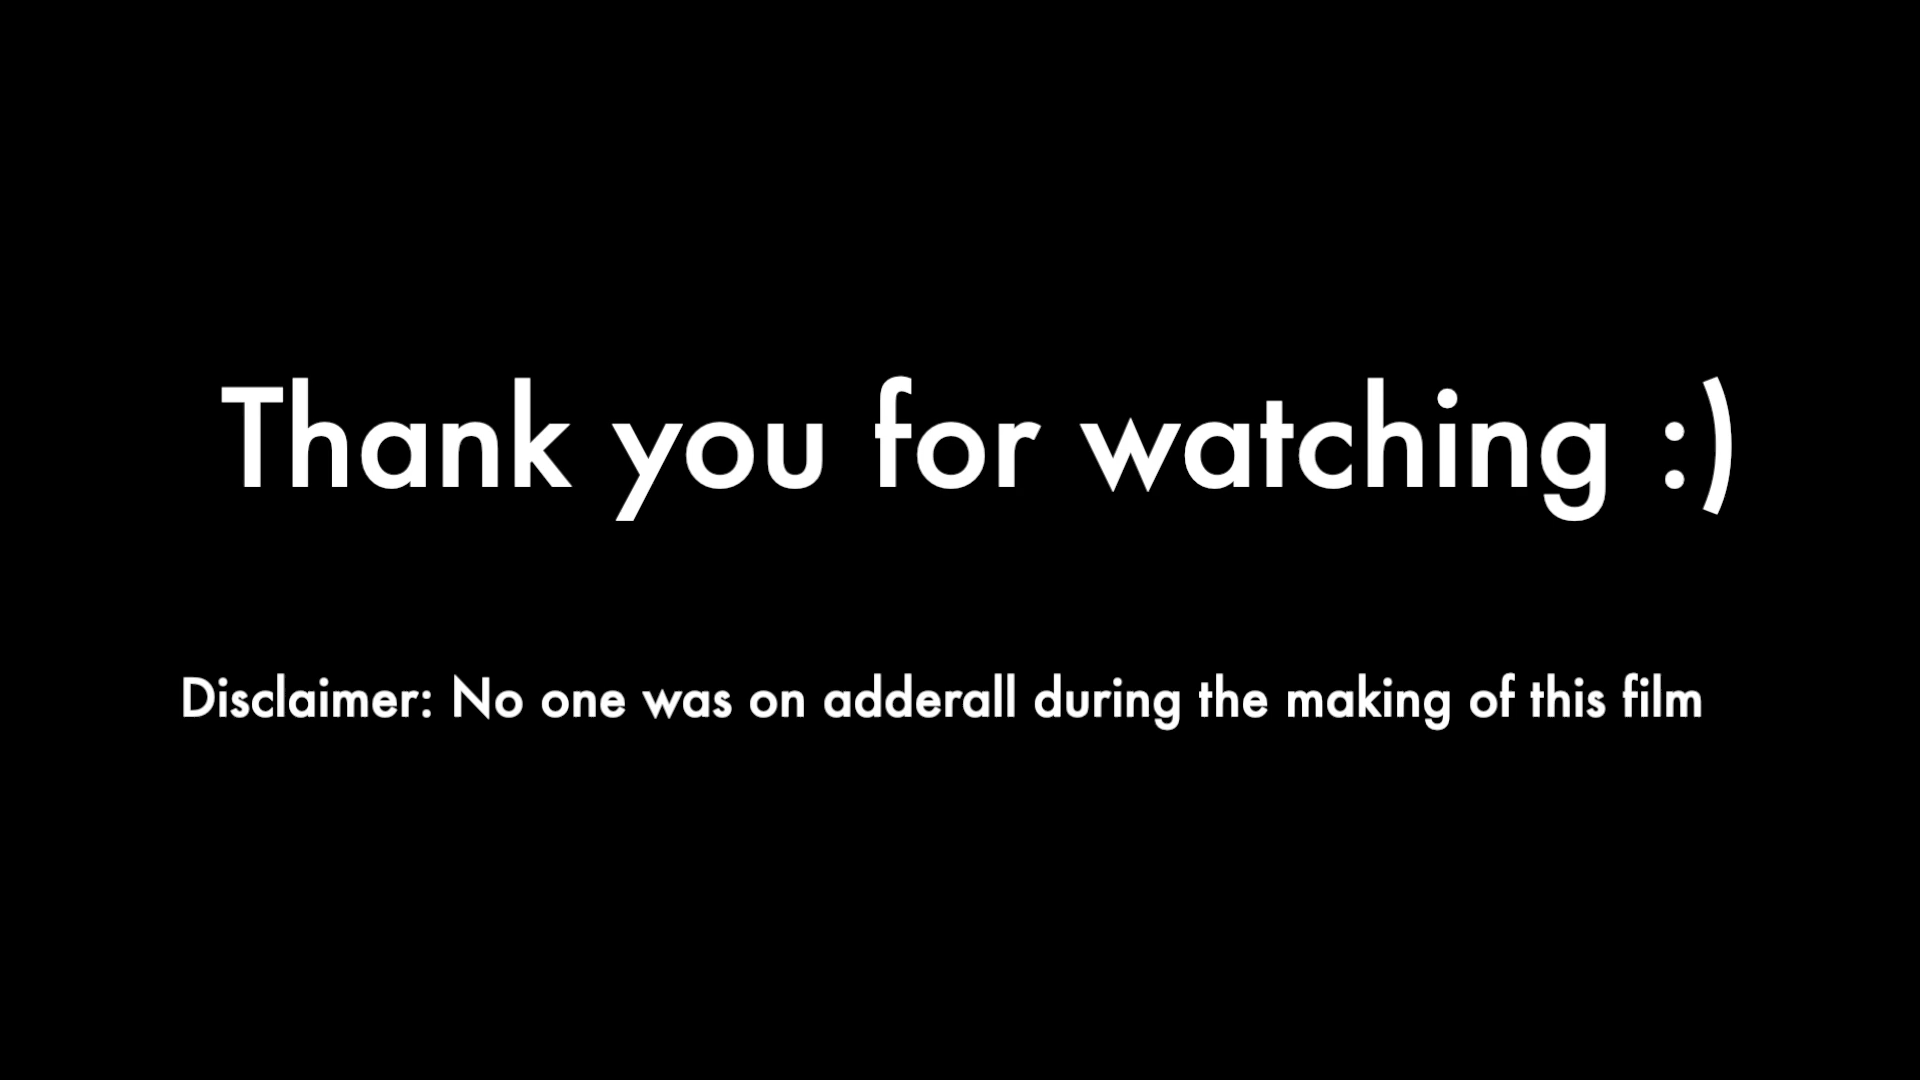 Thank you for watching :)
Disclaimer: No one was on adderall during the making of this film